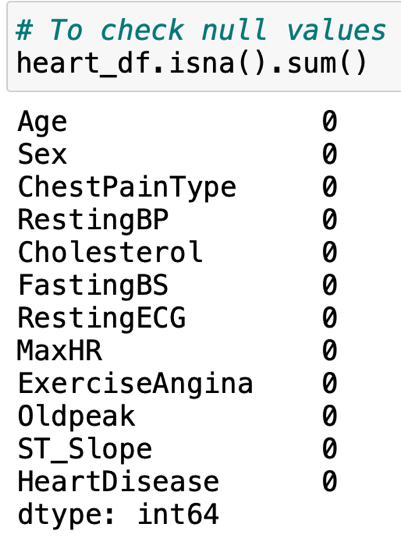 # To check null values
heart_df.isna().sum()
Age 0
Sex 0
ChestPainType 0
RestingBP 0
Cholesterol 0
FastingBS 0
RestingECG 0
MaxHR 0
ExerciseAngina 0
Oldpeak 0
ST_Slope 0
HeartDisease 0
dtype: int64